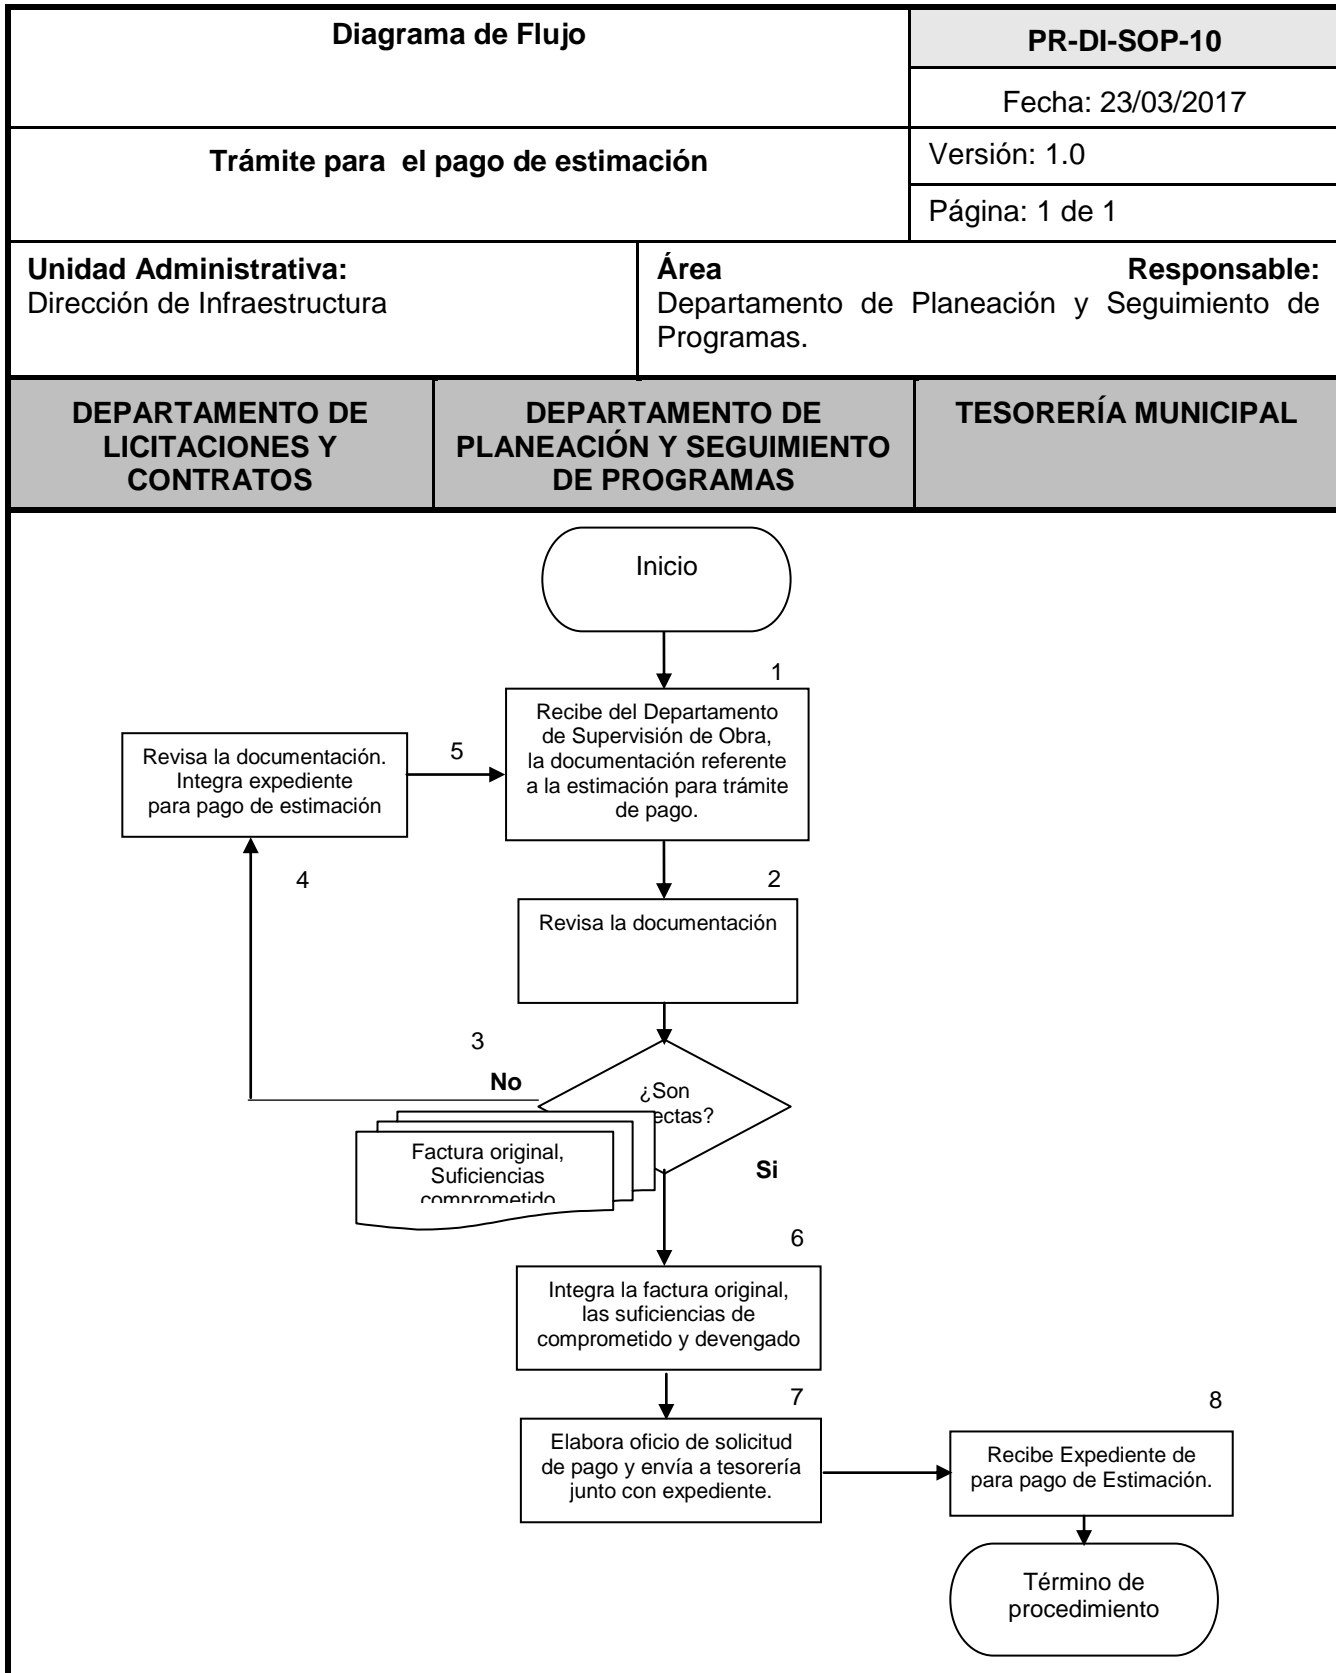 Diagrama de Flujo
PR-DI-SOP-10
Fecha: 23/03/2017
Trámite para  el pago de estimación
Versión: 1.0
Página: 1 de 1
Unidad Administrativa:
Dirección de Infraestructura
Área Responsable:
Departamento de Planeación y Seguimiento de
Programas.
DEPARTAMENTO DE
LICITACIONES Y
CONTRATOS
DEPARTAMENTO DE
PLANEACIÓN Y SEGUIMIENTO
DE PROGRAMAS
TESORERÍA MUNICIPAL
Inicio
1
Recibe del Departamento
de Supervisión de Obra,
la documentación referente
a la estimación para trámite
de pago.
Revisa la documentación.
Integra expediente
para pago de estimación
5
4
2
Revisa la documentación
3
No
¿Son
ectas?
Si
Factura original,
Suficiencias
comprometido
6
Integra la factura original,
las suficiencias de
comprometido y devengado
7
Elabora oficio de solicitud
de pago y envía a tesorería
junto con expediente.
8
Recibe Expediente de
para pago de Estimación.
Término de
procedimiento